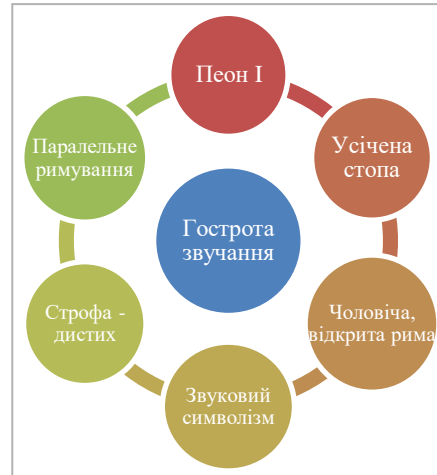 Пеон І
Усічена
стопа
Чоловіча,
відкрита рима
Звуковий
символізм
Строфа -
дистих
Паралельне
римування
Гострота
звучання